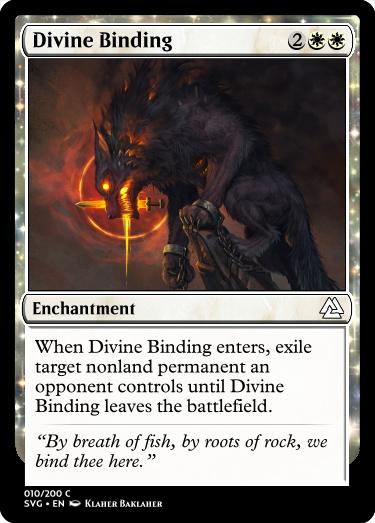 Divine Binding 2
Enchantment
When Divine Binding enters, exile
target nonland permanent an
opponent controls until Divine
Binding leaves the battlefield.
“By breath of fish, by roots of rock, we
bind thee here.”
010/200 C
SVG • EN Klaher Baklaher